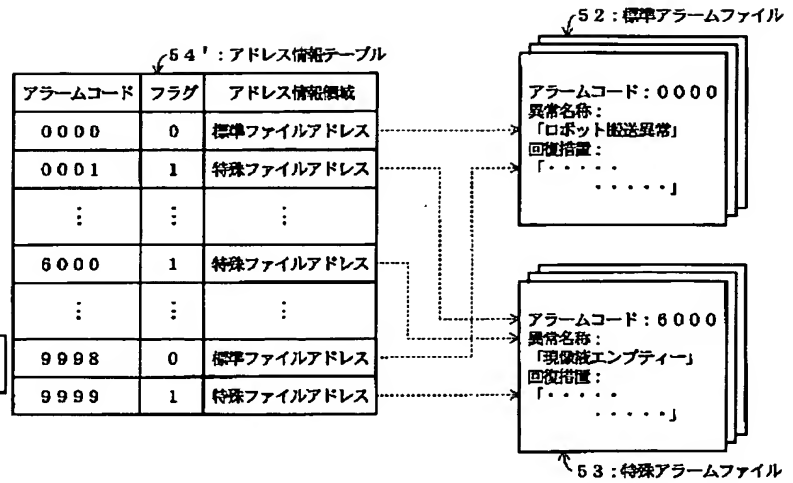 54'：アドレス情報テーブル
アラームコード フラグ アドレス情報領域
0000 0 標準ファイルアドレス
0001 1 特殊ファイルアドレス
⋮ ⋮ ⋮
6000 1 特殊ファイルアドレス
⋮ ⋮ ⋮
9998 0 標準ファイルアドレス
9999 1 特殊ファイルアドレス
52：標準アラームファイル
アラームコード：0000
異常名称：
「ロボット搬送異常」
回復措置：
「・・・・・
・・・・・」
アラームコード：6000
異常名称：
「現像液エンプティー」
回復措置：
「・・・・・
・・・・・」
53：特殊アラームファイル